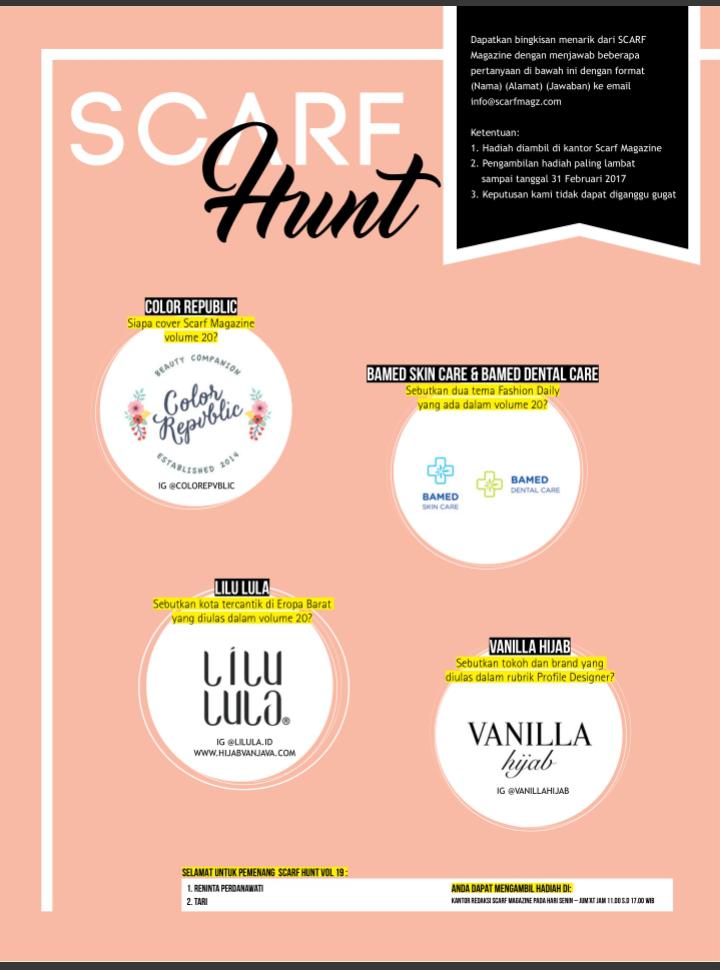 SCARF
Hunt
Dapatkan bingkisan menarik dari SCARF
Magazine dengan menjawab beberapa
pertanyaan di bawah ini dengan format
(Nama) (Alamat) (Jawaban) ke email
info@scarfmagz.com
Ketentuan:
1. Hadiah diambil di kantor Scarf Magazine
2. Pengambilan hadiah paling lambat
sampai tanggal 31 Februari 2017
3. Keputusan kami tidak dapat diganggu gugat
COLOR REPUBLIC
Siapa cover Scarf Magazine
volume 20?
BEAUTY COMPANION
Color
Repvblic
ESTABLISHED 2014
IG @COLOREPVBLIC
BAMED SKIN CARE & BAMED DENTAL CARE
Sebutkan dua tema Fashion Daily
yang ada dalam volume 20?
BAMED
SKIN CARE
BAMED
DENTAL CARE
LILU LULA
Sebutkan kota tercantik di Eropa Barat
yang diulas dalam volume 20?
LÍLU
LULA®
IG @LILULA.ID
WWW.HIJABVANJAVA.COM
VANILLA HIJAB
Sebutkan tokoh dan brand yang
diulas dalam rubrik Profile Designer?
VANILLA
hijab
IG @VANILLAHIJAB
SELAMAT UNTUK PEMENANG SCARF HUNT VOL 19 :
1. RENINTA PERDANAWATI
2. TARI
ANDA DAPAT MENGAMBIL HADIAH DI:
KANTOR REDAKSI SCARF MAGAZINE PADA HARI SENIN – JUM'AT JAM 11.00 S.D 17.00 WIB